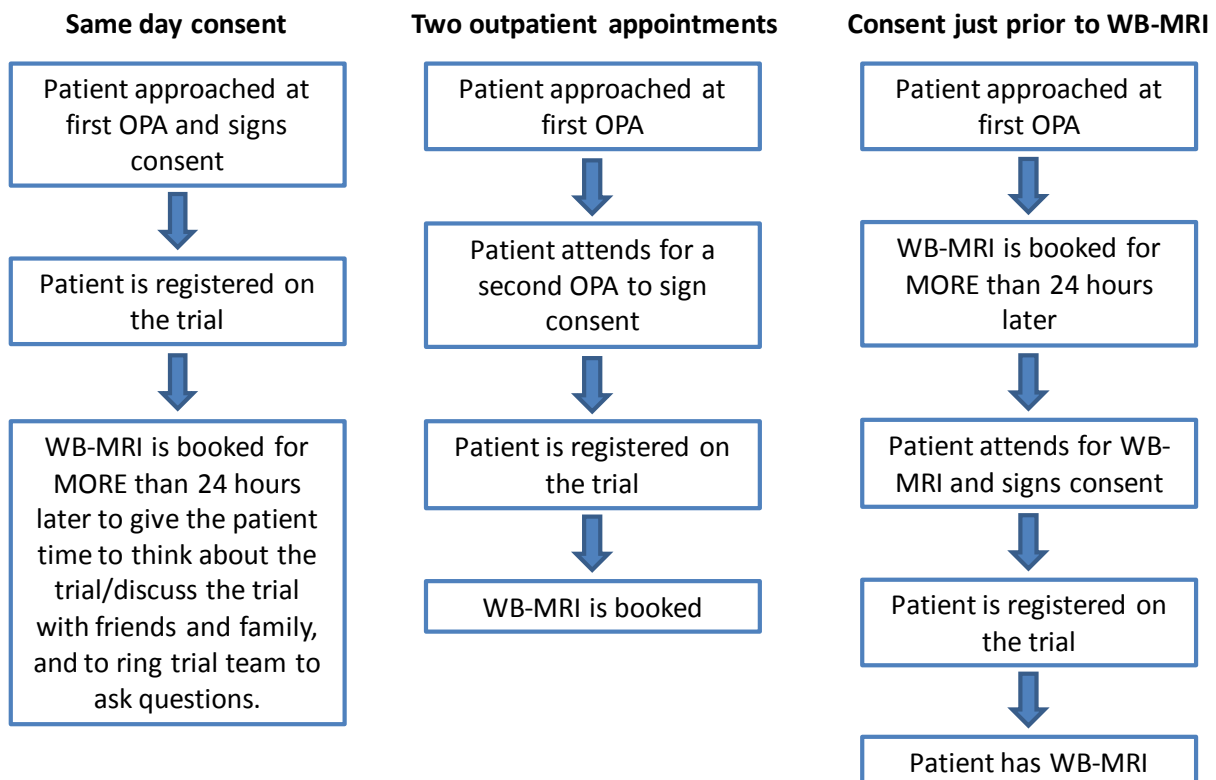 Same day consent
Patient approached at
first OPA and signs
consent
Patient is registered on
the trial
WB-MRI is booked for
MORE than 24 hours
later to give the patient
time to think about the
trial/discuss the trial
with friends and family,
and to ring trial team to
ask questions.
Two outpatient appointments
Patient approached at
first OPA
Patient attends for a
second OPA to sign
consent
Patient is registered on
the trial
WB-MRI is booked
Consent just prior to WB-MRI
Patient approached at
first OPA
WB-MRI is booked for
MORE than 24 hours
later
Patient attends for WB-
MRI and signs consent
Patient is registered on
the trial
Patient has WB-MRI